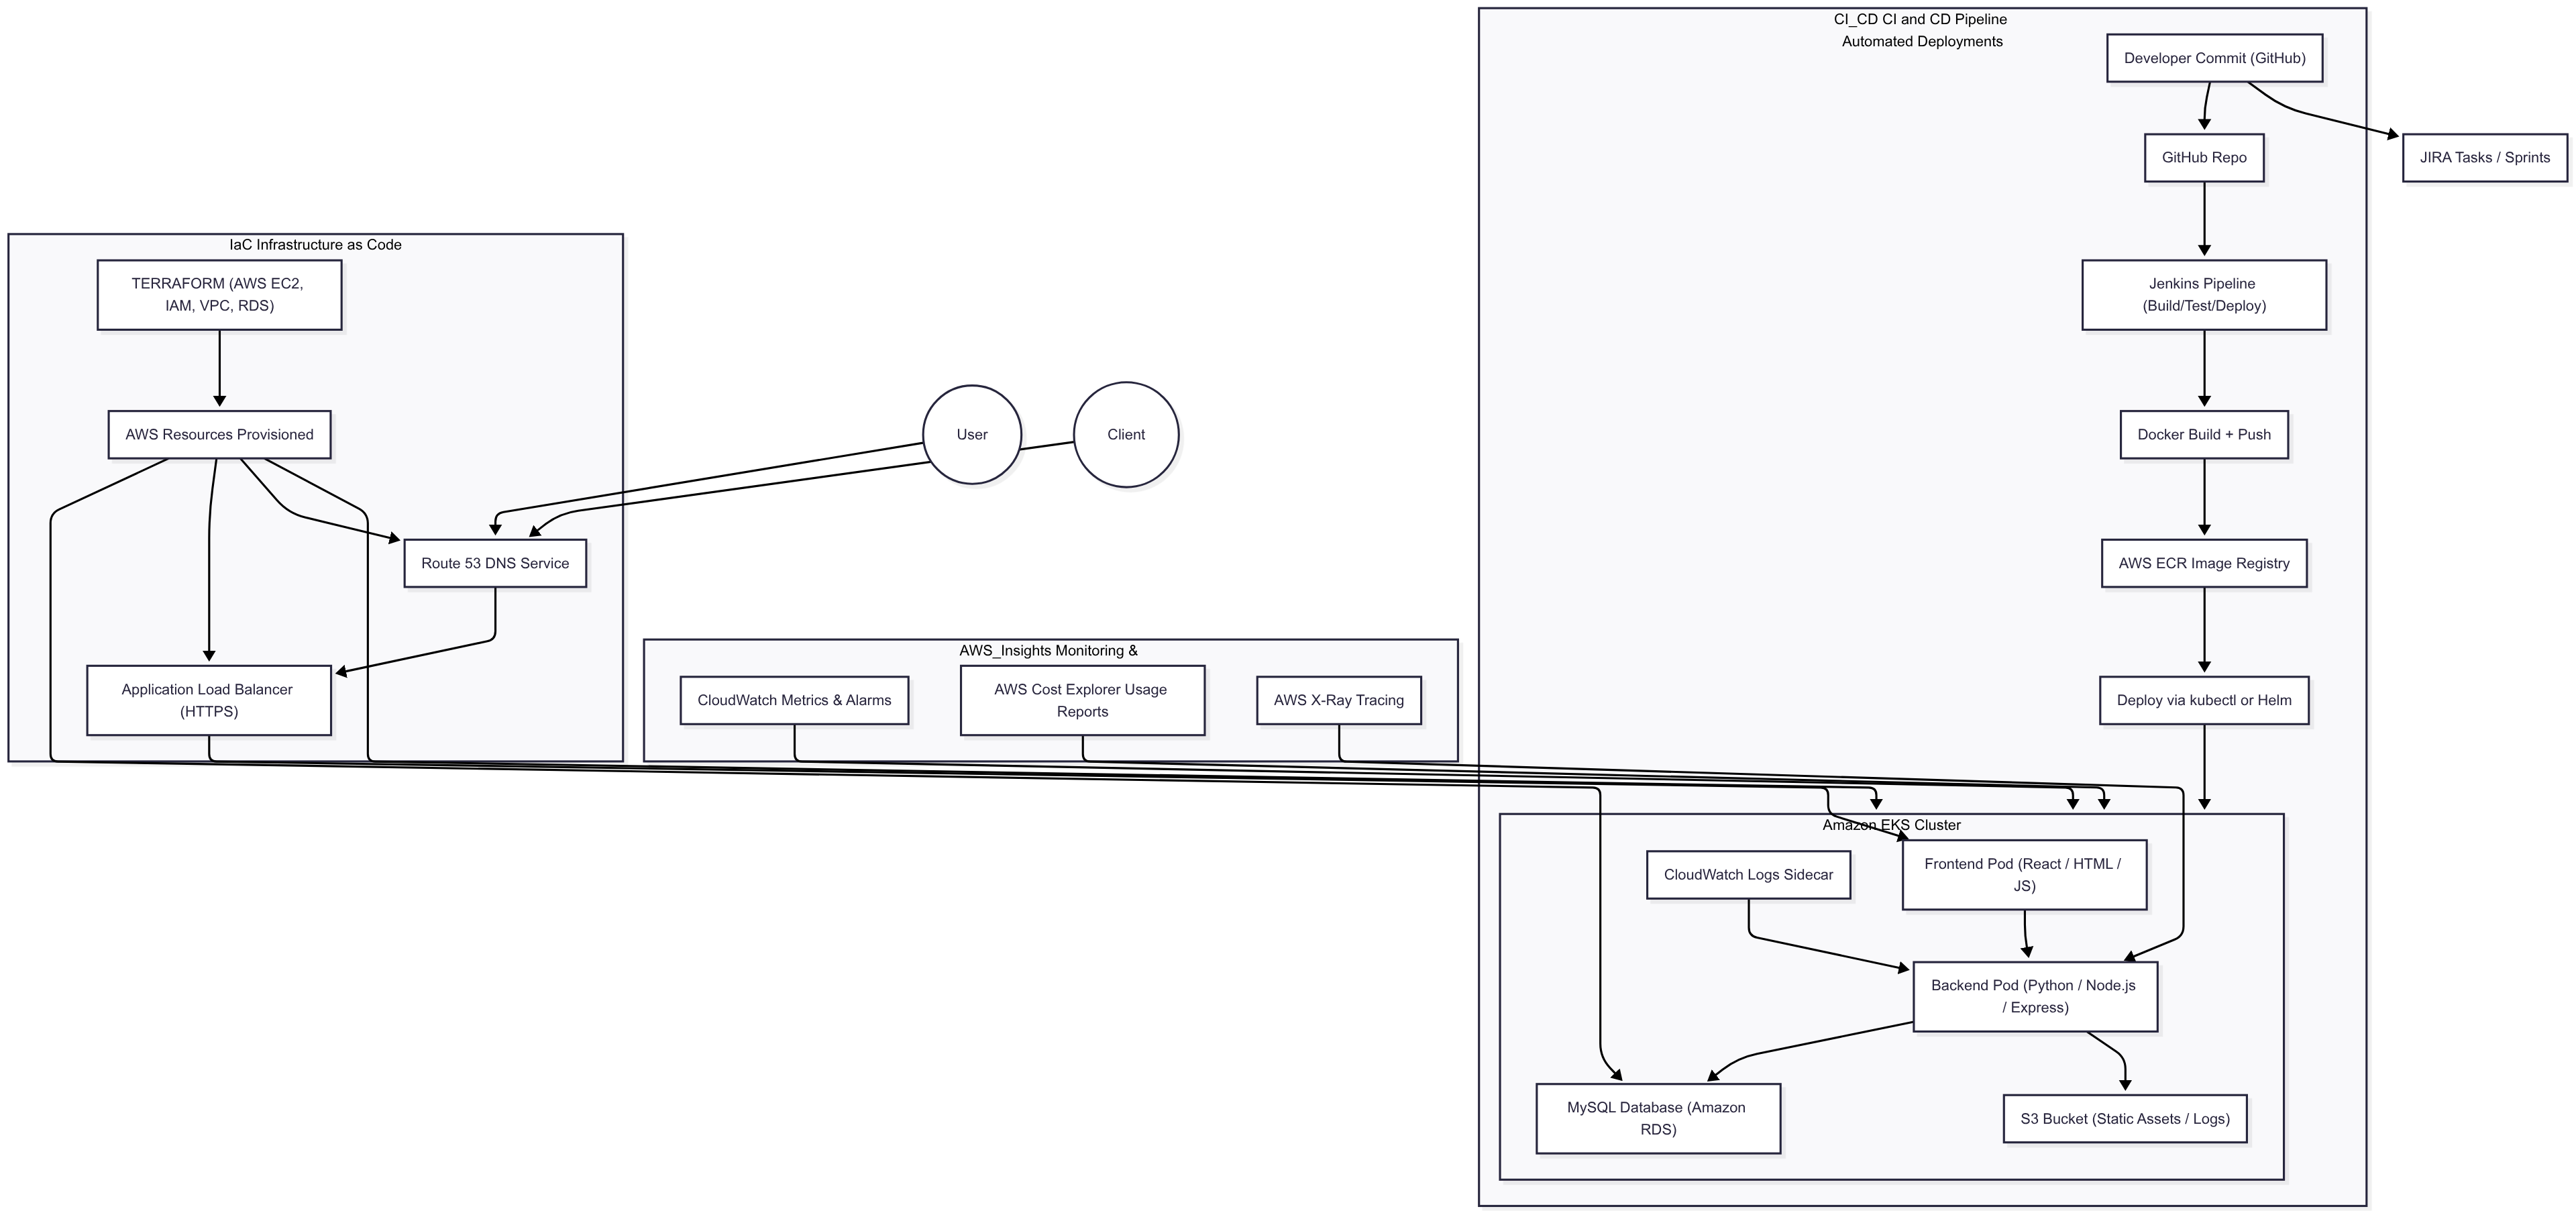 CI_CD CI and CD Pipeline
Automated Deployments
Developer Commit (GitHub)
GitHub Repo
JIRA Tasks / Sprints
IaC Infrastructure as Code
TERRAFORM (AWS EC2,
IAM, VPC, RDS)
Jenkins Pipeline
(Build/Test/Deploy)
AWS Resources Provisioned
User
Client
Docker Build + Push
Route 53 DNS Service
AWS ECR Image Registry
AWS_Insights Monitoring &
Application Load Balancer
(HTTPS)
CloudWatch Metrics & Alarms
AWS Cost Explorer Usage
Reports
AWS X-Ray Tracing
Deploy via kubectl or Helm
Amazon EKS Cluster
CloudWatch Logs Sidecar
Frontend Pod (React / HTML /
JS)
Backend Pod (Python / Node.js
/ Express)
MySQL Database (Amazon
RDS)
S3 Bucket (Static Assets / Logs)